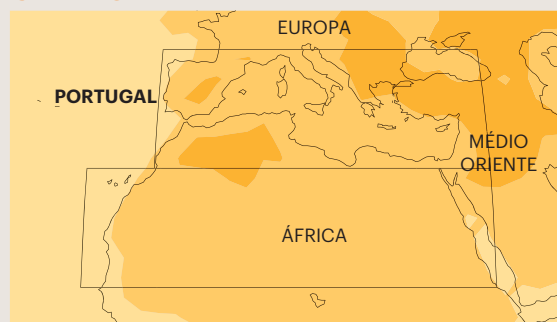 EUROPA
PORTUGAL
MÉDIO
ORIENTE
ÁFRICA